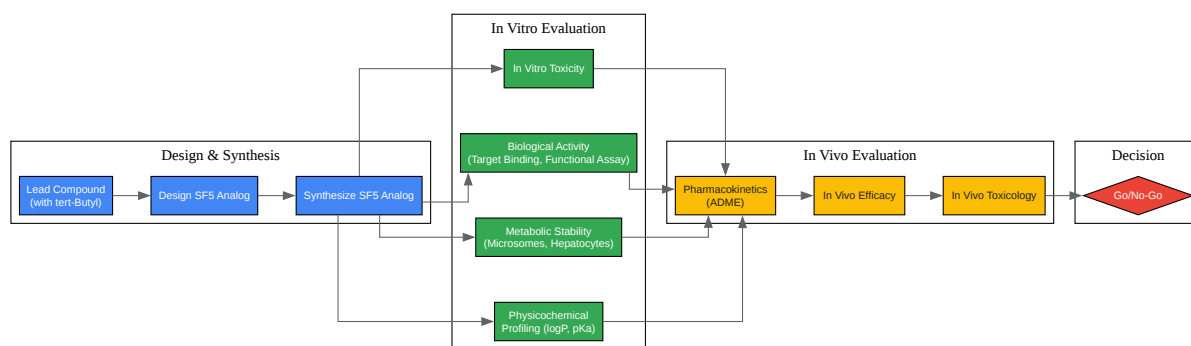 In Vitro Evaluation
In Vitro Toxicity
Biological Activity
(Target Binding, Functional Assay)
Metabolic Stability
(Microsomes, Hepatocytes)
Physicochemical
Profiling (logP, pKa)
Design & Synthesis
Lead Compound
(with tert-Butyl)
Design SF5 Analog
Synthesize SF5 Analog
In Vivo Evaluation
Pharmacokinetics
(ADME)
In Vivo Efficacy
In Vivo Toxicology
Decision
Go/No-Go